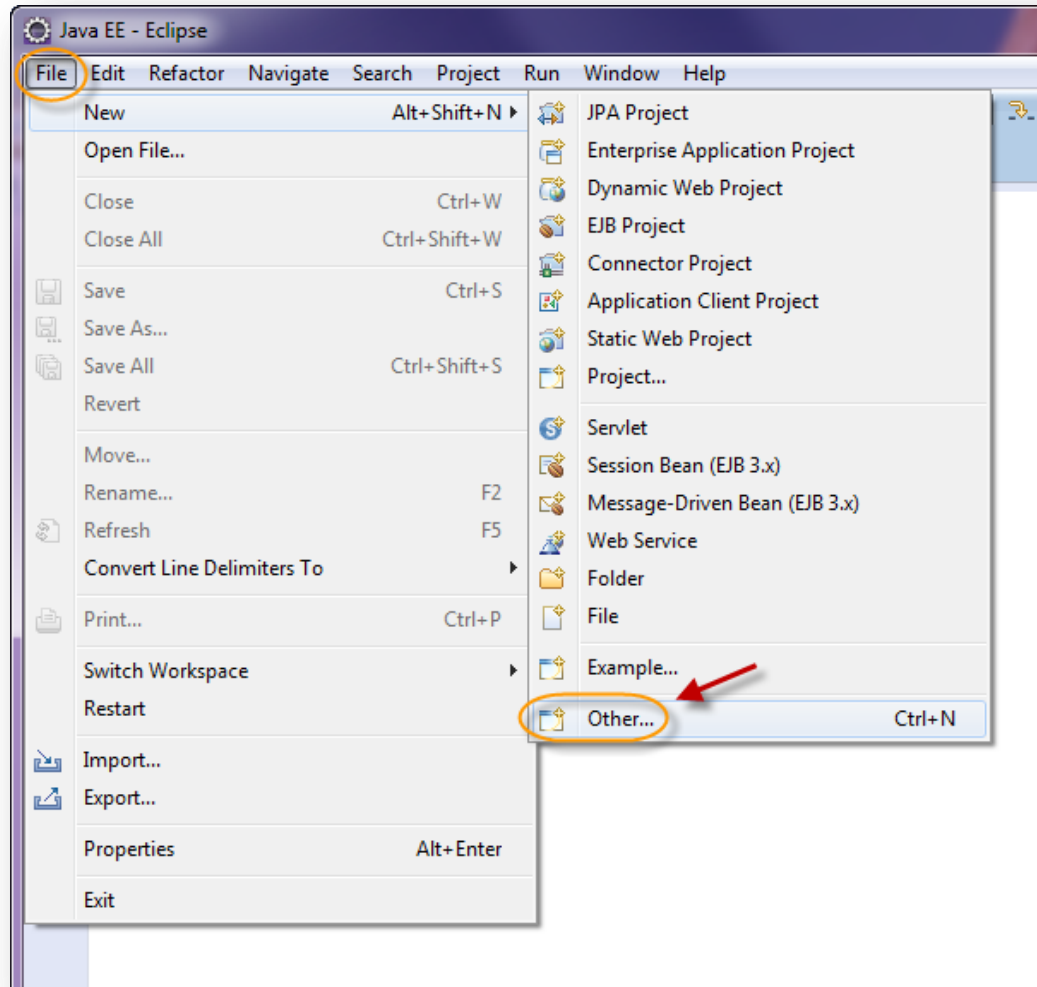 Java EE - Eclipse
File Edit Refactor Navigate Search Project Run Window Help
New Alt+Shift+N
Open File...
Close Ctrl+W
Close All Ctrl+Shift+W
Save Ctrl+S
Save As...
Save All Ctrl+Shift+S
Revert
Move...
Rename... F2
Refresh F5
Convert Line Delimiters To
Print... Ctrl+P
Switch Workspace
Restart
Import...
Export...
Properties Alt+Enter
Exit
JPA Project
Enterprise Application Project
Dynamic Web Project
EJB Project
Connector Project
Application Client Project
Static Web Project
Project...
Servlet
Session Bean (EJB 3.x)
Message-Driven Bean (EJB 3.x)
Web Service
Folder
File
Example...
Other... Ctrl+N